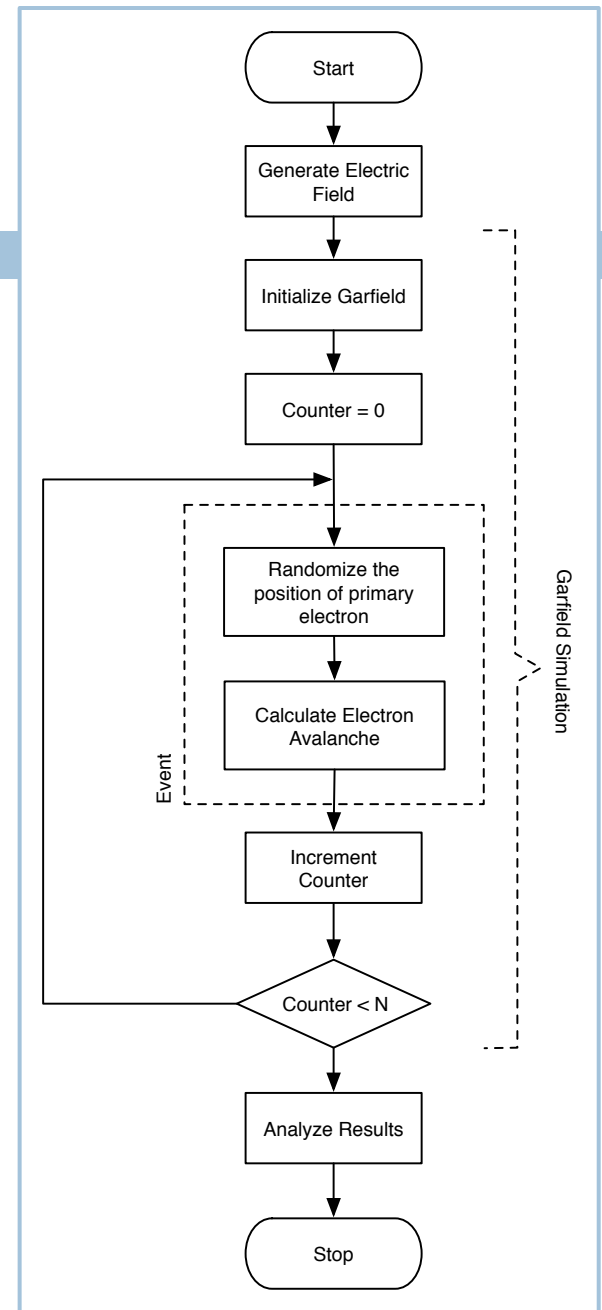 Start
Generate Electric
Field
Initialize Garfield
Counter = 0
Randomize the
position of primary
electron
Calculate Electron
Avalanche
Event
Increment
Counter
Counter < N
Garfield Simulation
Analyze Results
Stop